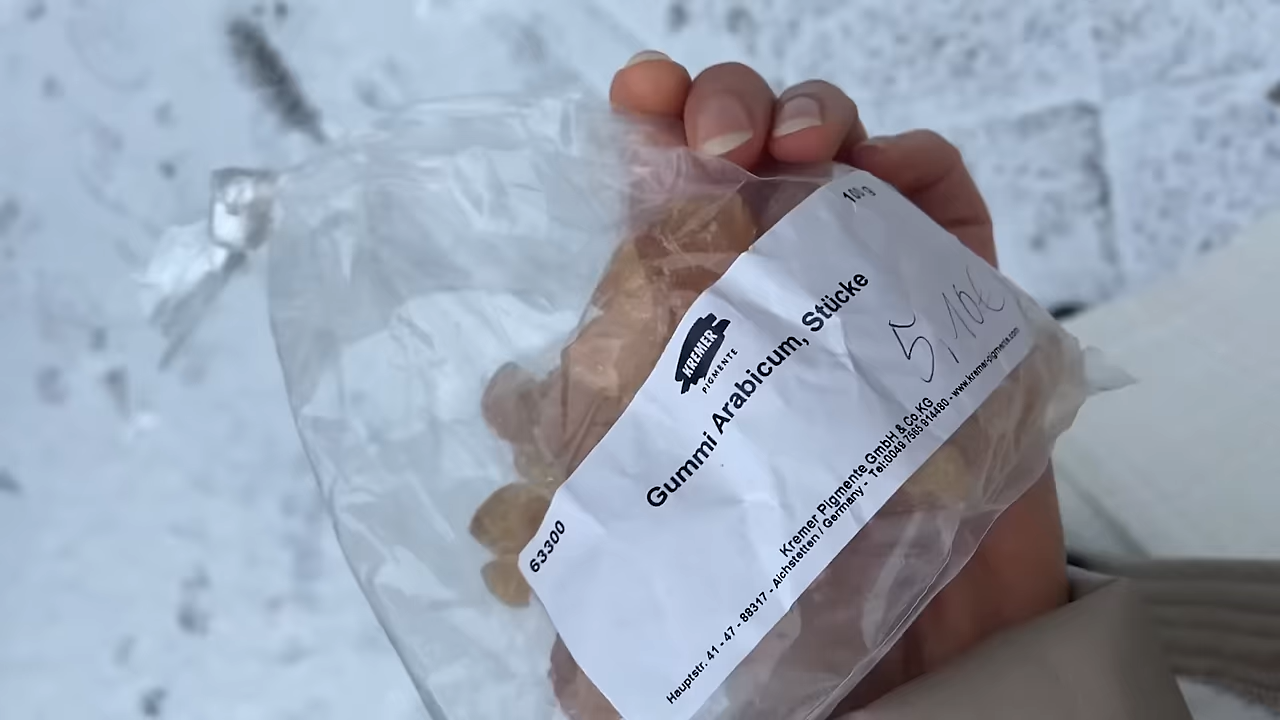 100 g
KREMER
PIGMENTE
Gummi Arabicum, Stücke
5,10€
63300
Kremer Pigmente GmbH & Co.KG
Hauptstr. 41 - 47 - 88317 - Aichstetten / Germany - Tel:0049 7565 914480 - www.kremer-pigmente.com